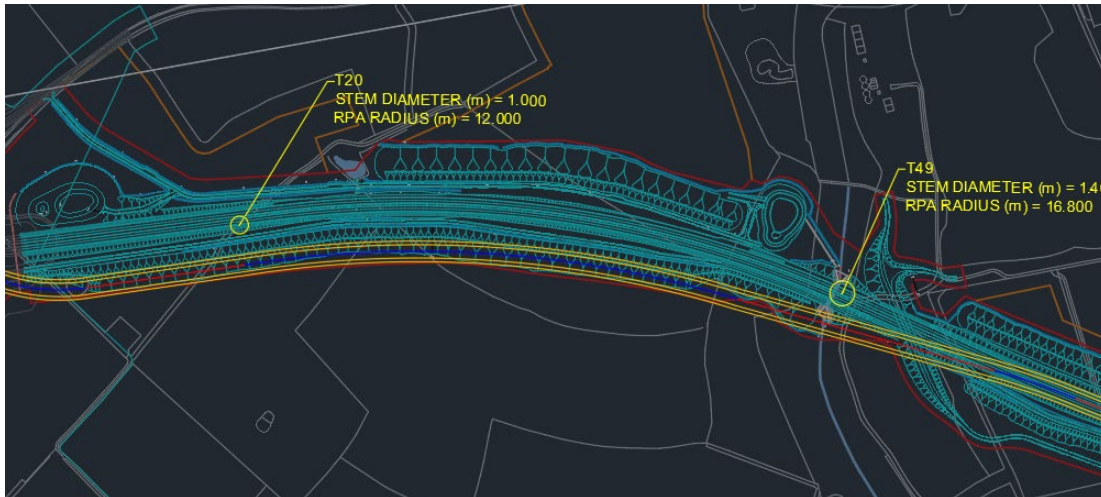 T20
STEM DIAMETER (m) = 1.000
RPA RADIUS (m) = 12.000
T49
STEM DIAMETER (m) = 1.4
RPA RADIUS (m) = 16.800